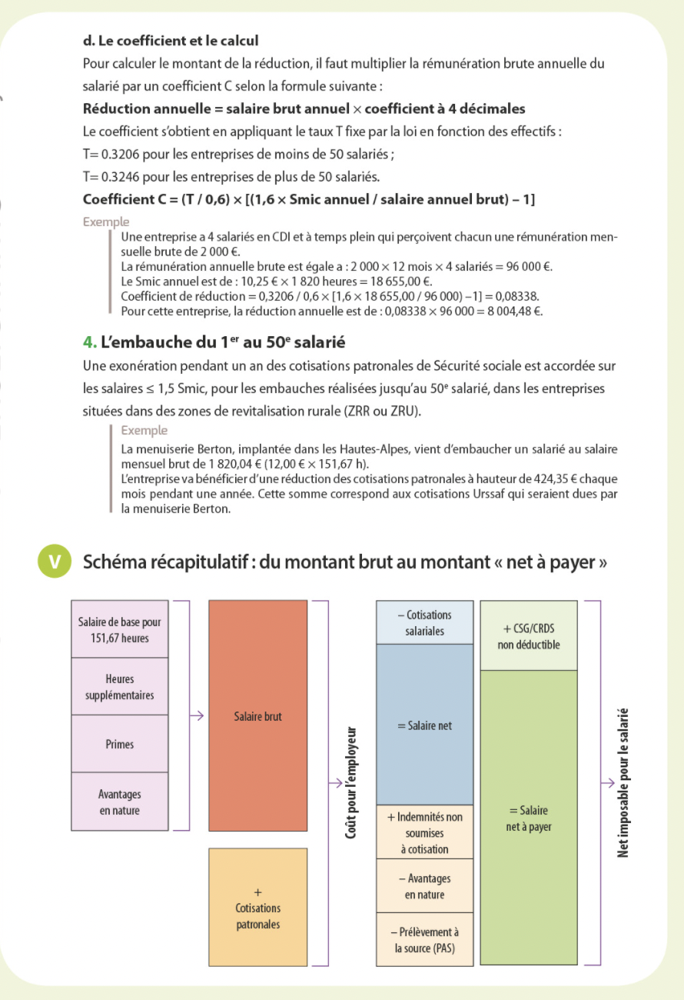 d. Le coefficient et le calcul
Pour calculer le montant de la réduction, il faut multiplier la rémunération brute annuelle du
salarié par un coefficient C selon la formule suivante :
Réduction annuelle = salaire brut annuel × coefficient à 4 décimales
Le coefficient s’obtient en appliquant le taux T fixe par la loi en fonction des effectifs :
T= 0.3206 pour les entreprises de moins de 50 salariés ;
T= 0.3246 pour les entreprises de plus de 50 salariés.
Coefficient C = (T / 0,6) × [(1,6 × Smic annuel / salaire annuel brut) – 1]
Exemple
Une entreprise a 4 salariés en CDI et à temps plein qui perçoivent chacun une rémunération men-
suelle brute de 2 000 €.
La rémunération annuelle brute est égale a : 2 000 × 12 mois × 4 salariés = 96 000 €.
Le Smic annuel est de : 10,25 € × 1 820 heures = 18 655,00 €.
Coefficient de réduction = 0,3206 / 0,6 × [1,6 × 18 655,00 / 96 000) –1] = 0,08338.
Pour cette entreprise, la réduction annuelle est de : 0,08338 × 96 000 = 8 004,48 €.
4. L’embauche du 1er au 50e salarié
Une exonération pendant un an des cotisations patronales de Sécurité sociale est accordée sur
les salaires ≤ 1,5 Smic, pour les embauches réalisées jusqu’au 50e salarié, dans les entreprises
situées dans des zones de revitalisation rurale (ZRR ou ZRU).
Exemple
La menuiserie Berton, implantée dans les Hautes-Alpes, vient d’embaucher un salarié au salaire
mensuel brut de 1 820,04 € (12,00 € × 151,67 h).
L’entreprise va bénéficier d’une réduction des cotisations patronales à hauteur de 424,35 € chaque
mois pendant une année. Cette somme correspond aux cotisations Urssaf qui seraient dues par
la menuiserie Berton.
V Schéma récapitulatif : du montant brut au montant « net à payer »
Salaire de base pour
151,67 heures
Heures
supplémentaires
Primes
Avantages
en nature
Salaire brut
+
Cotisations
patronales
Coût pour l’employeur
– Cotisations
salariales
= Salaire net
+ Indemnités non
soumises
à cotisation
– Avantages
en nature
– Prélèvement à
la source (PAS)
+ CSG/CRDS
non déductible
= Salaire
net à payer
Net imposable pour le salarié